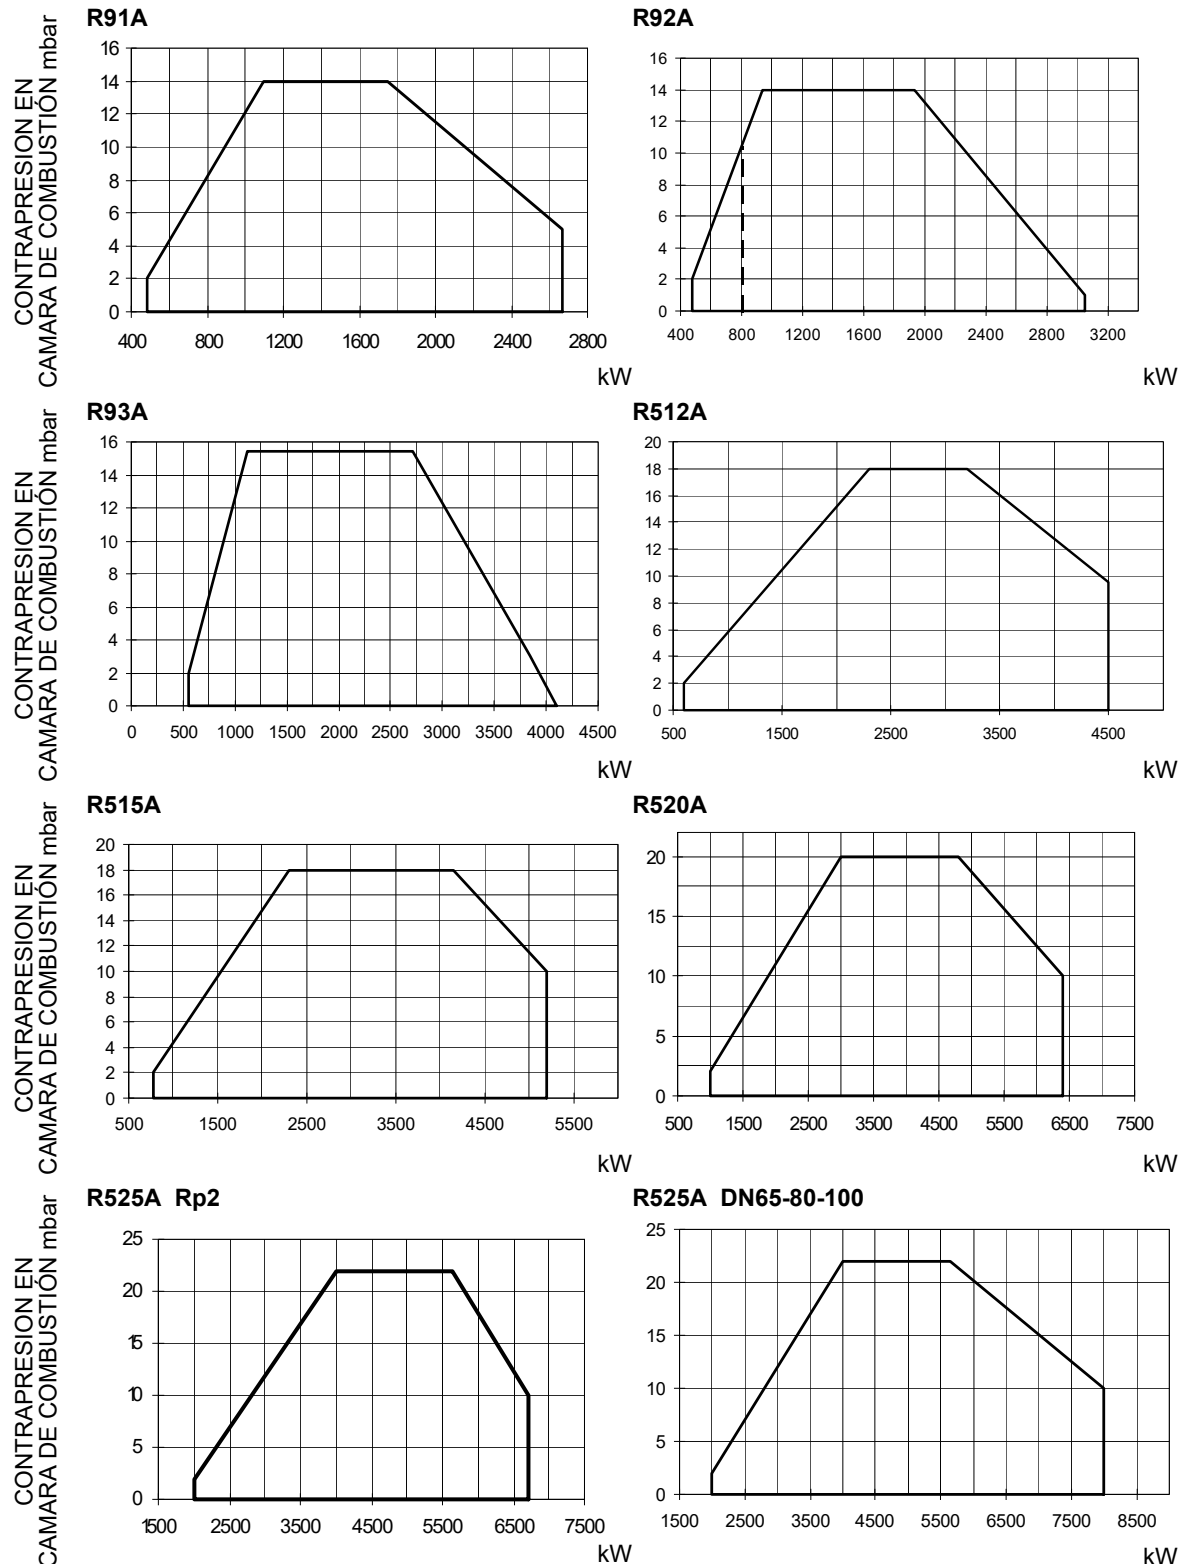 R91A
CONTRAPRESION EN
CAMARA DE COMBUSTIÓN mbar
16
14
12
10
8
6
4
2
0
400 800 1200 1600 2000 2400 2800
kW
R92A
16
14
12
10
8
6
4
2
0
400 800 1200 1600 2000 2400 2800 3200
kW
R93A
CONTRAPRESION EN
CAMARA DE COMBUSTIÓN mbar
16
14
12
10
8
6
4
2
0
0 500 1000 1500 2000 2500 3000 3500 4000 4500
kW
R512A
20
18
16
14
12
10
8
6
4
2
0
500 1500 2500 3500 4500
kW
R515A
CONTRAPRESION EN
CAMARA DE COMBUSTIÓN mbar
20
18
16
14
12
10
8
6
4
2
0
500 1500 2500 3500 4500 5500
kW
R520A
20
15
10
5
0
500 1500 2500 3500 4500 5500 6500 7500
kW
R525A Rp2
CONTRAPRESION EN
CAMARA DE COMBUSTIÓN mbar
25
20
15
10
5
0
1500 2500 3500 4500 5500 6500 7500
kW
R525A DN65-80-100
25
20
15
10
5
0
1500 2500 3500 4500 5500 6500 7500 8500
kW